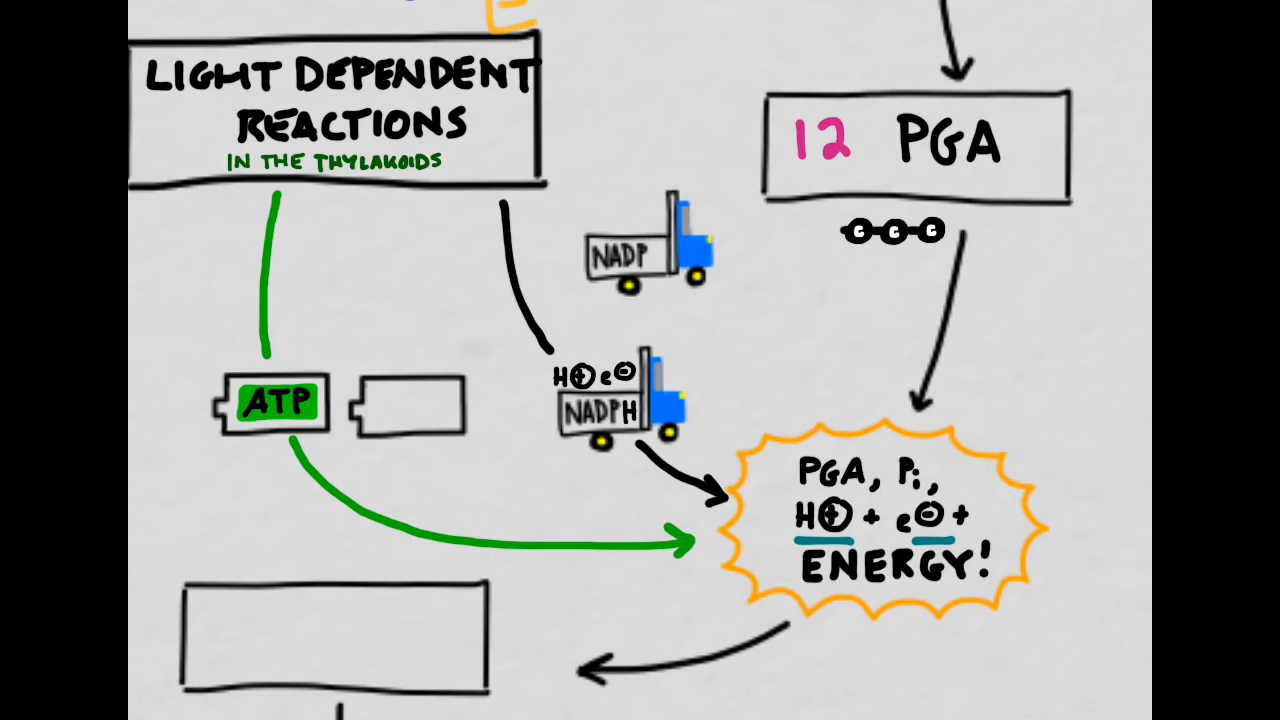 LIGHT DEPENDENT
REACTIONS
IN THE THYLAKOIDS
12 PGA
C C C
NADP
H+ e-
NADPH
ATP
PGA, Pi,
H+ + e- +
ENERGY!